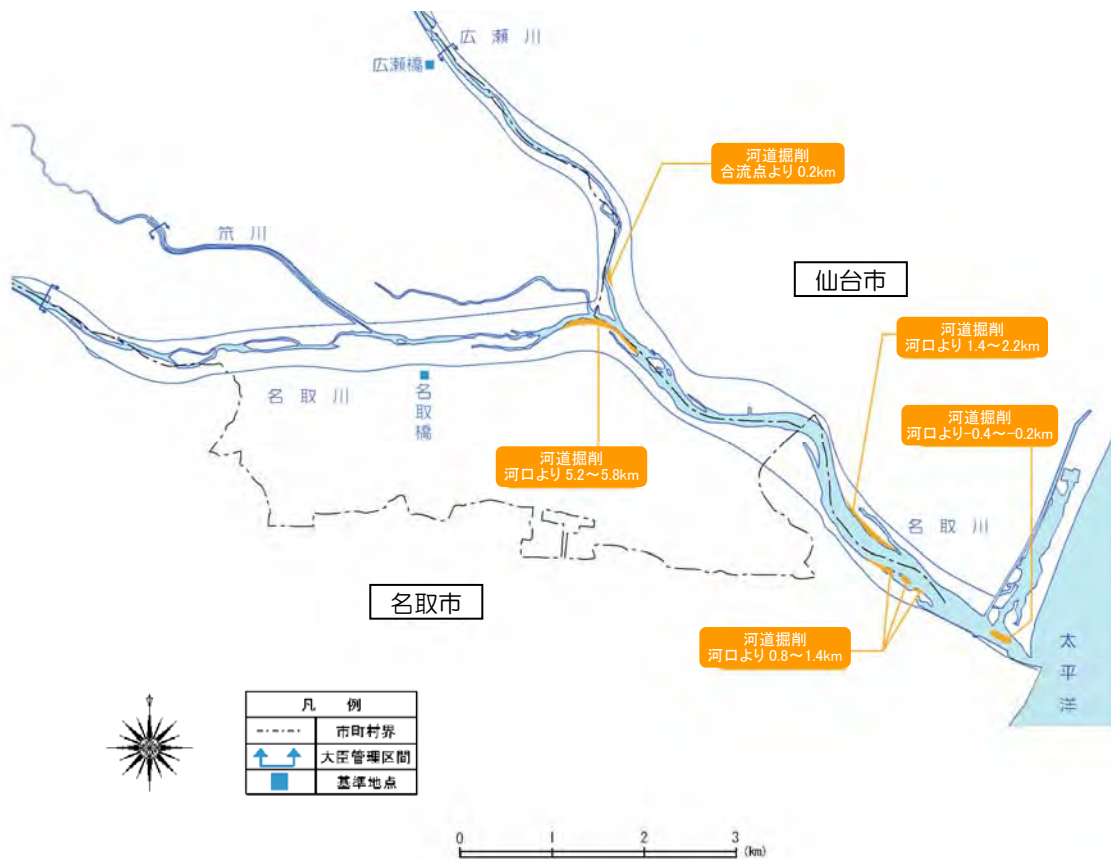 広瀬川
広瀬橋
河道掘削
合流点より 0.2km
笊川
仙台市
河道掘削
河口より 1.4～2.2km
名取川
名取橋
河道掘削
河口より-0.4～-0.2km
河道掘削
河口より 5.2～5.8km
名取川
名取市
河道掘削
河口より 0.8～1.4km
太平洋
凡例
市町村界
大臣管理区間
基準地点
0 1 2 3
(km)